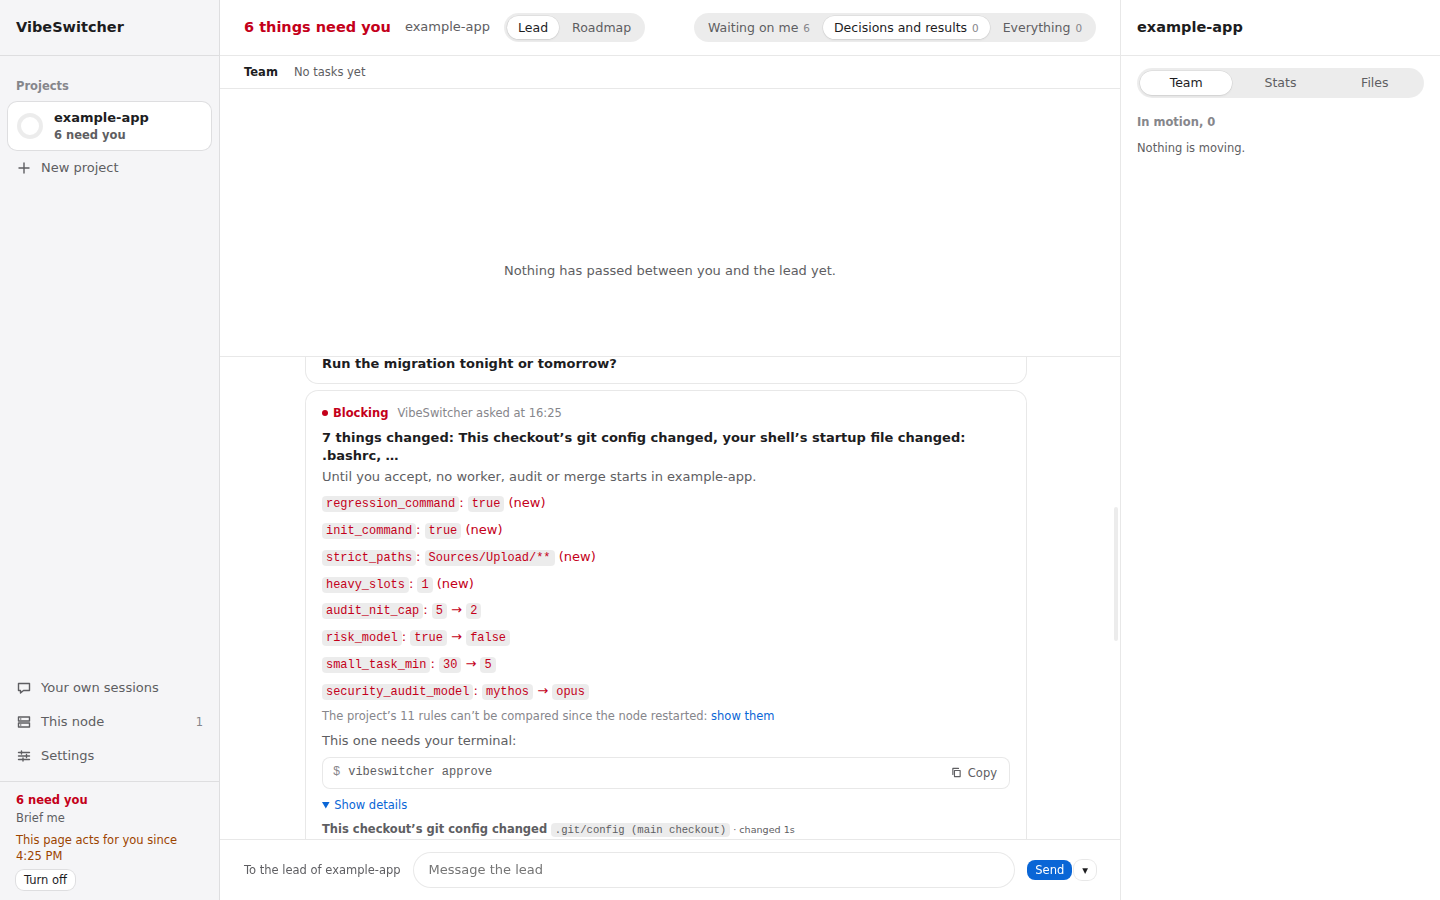 VibeSwitcher
Projects
example-app
6 need you
New project
Your own sessions
This node 1
Settings
6 need you
Brief me
This page acts for you since
4:25 PM
Turn off
6 things need you example-app Lead Roadmap Waiting on me 6 Decisions and results 0 Everything 0
Team No tasks yet
Nothing has passed between you and the lead yet.
Run the migration tonight or tomorrow?
Blocking VibeSwitcher asked at 16:25
7 things changed: This checkout’s git config changed, your shell’s startup file changed:
.bashrc, …
Until you accept, no worker, audit or merge starts in example-app.
regression_command: true (new)
init_command: true (new)
strict_paths: Sources/Upload/** (new)
heavy_slots: 1 (new)
audit_nit_cap: 5 → 2
risk_model: true → false
small_task_min: 30 → 5
security_audit_model: mythos → opus
The project’s 11 rules can’t be compared since the node restarted: show them
This one needs your terminal:
$ vibeswitcher approve Copy
▼ Show details
This checkout’s git config changed .git/config (main checkout) · changed 1s
To the lead of example-app Message the lead Send ▾
example-app
Team Stats Files
In motion, 0
Nothing is moving.